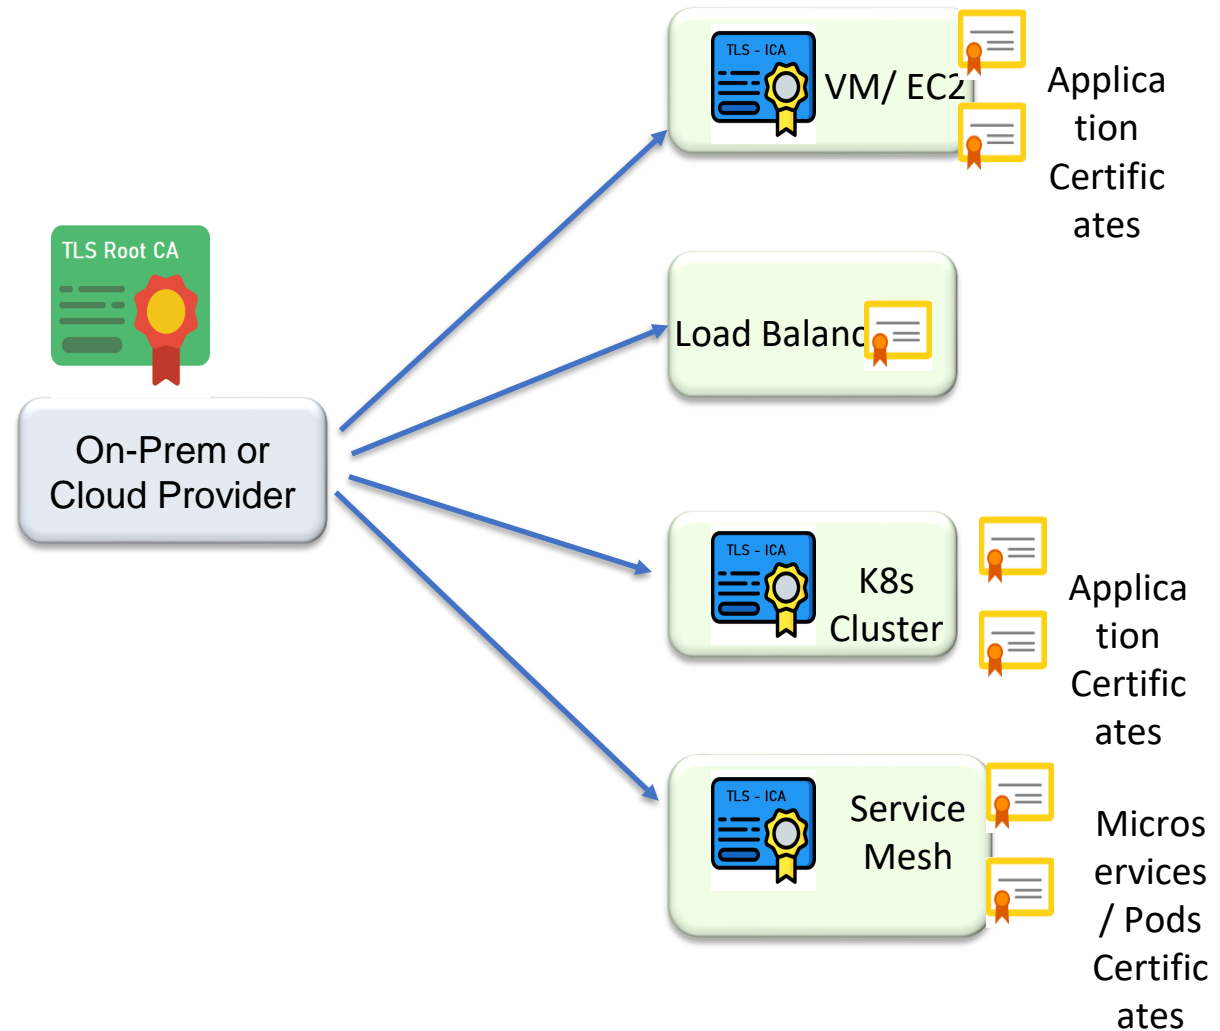 TLS - ICA
VM/ EC2
Applica
tion
Certific
ates
TLS Root CA
On-Prem or
Cloud Provider
Load Balanc
TLS - ICA
K8s
Cluster
Applica
tion
Certific
ates
TLS - ICA
Service
Mesh
Micros
ervices
/ Pods
Certific
ates